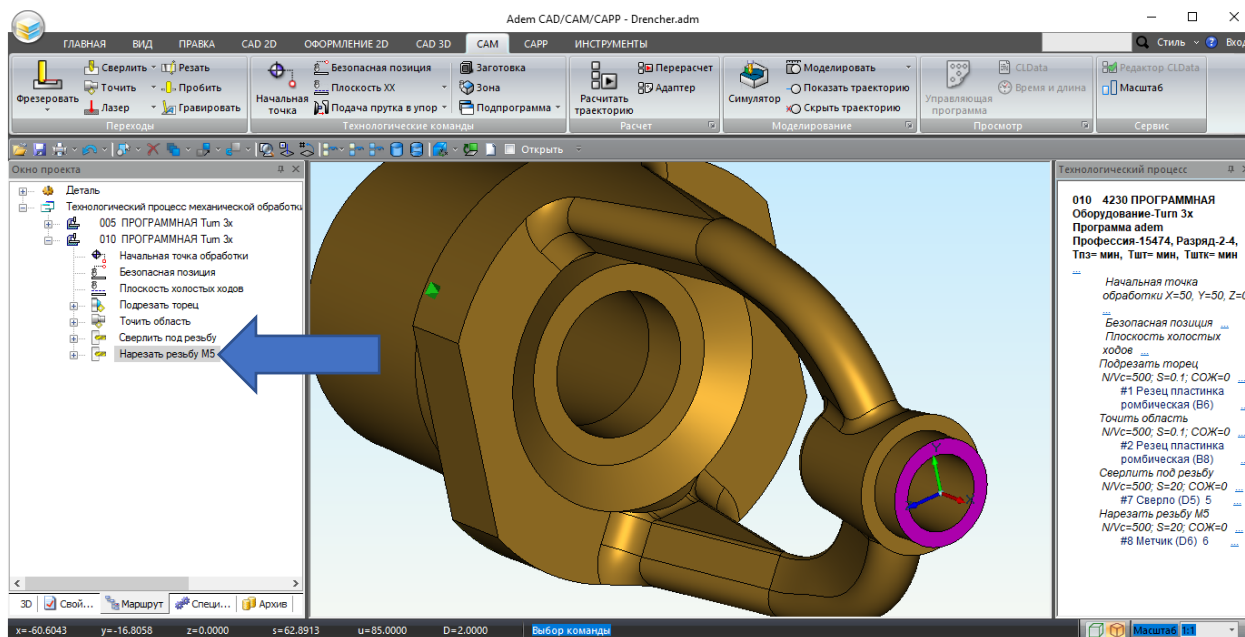 Adem CAD/CAM/CAPP - Drencher.adm
ГЛАВНАЯ ВИД ПРАВКА CAD 2D ОФОРМЛЕНИЕ 2D CAD 3D CAM CAPP ИНСТРУМЕНТЫ Стиль Вход
Фрезеровать
Сверлить Резать
Точить Пробить
Лазер Гравировать
Переходы
Начальная точка
Безопасная позиция Заготовка
Плоскость XX Зона
Подача прутка в упор Подпрограмма
Технологические команды
Расчитать траекторию
Перерасчет
Адаптер
Расчет
Симулятор
Моделировать
Показать траекторию
Скрыть траекторию
Моделирование
Управляющая программа
CLData
Время и длина
Просмотр
Редактор CLData
Масштаб
Сервис
Открыть
Окно проекта
Деталь
Технологический процесс механической обработки
005 ПРОГРАММНАЯ Turn 3x
010 ПРОГРАММНАЯ Turn 3x
Начальная точка обработки
Безопасная позиция
Плоскость холостых ходов
Подрезать торец
Точить область
Сверлить под резьбу
Нарезать резьбу М5
3D Свой... Маршрут Специ... Архив
Y
X
Технологический процесс
010 4230 ПРОГРАММНАЯ
Оборудование-Turn 3x
Программа adem
Профессия-15474, Разряд-2-4,
Тпз= мин, Тшт= мин, Тштк= мин
...
Начальная точка
обработки X=50, Y=50, Z=0
...
Безопасная позиция ...
Плоскость холостых
ходов ...
Подрезать торец
N/Vc=500; S=0.1; СОЖ=0 ...
#1 Резец пластинка
ромбическая (В6) ...
Точить область
N/Vc=500; S=0.1; СОЖ=0 ...
#2 Резец пластинка
ромбическая (В8) ...
Сверлить под резьбу
N/Vc=500; S=20; СОЖ=0 ...
#7 Сверло (D5) 5 ...
Нарезать резьбу М5
N/Vc=500; S=20; СОЖ=0 ...
#8 Метчик (D6) 6 ...
x=-60.6043 y=-16.8058 z=0.0000 s=62.8913 u=85.0000 D=2.0000 Выбор команды Масштаб 1:1